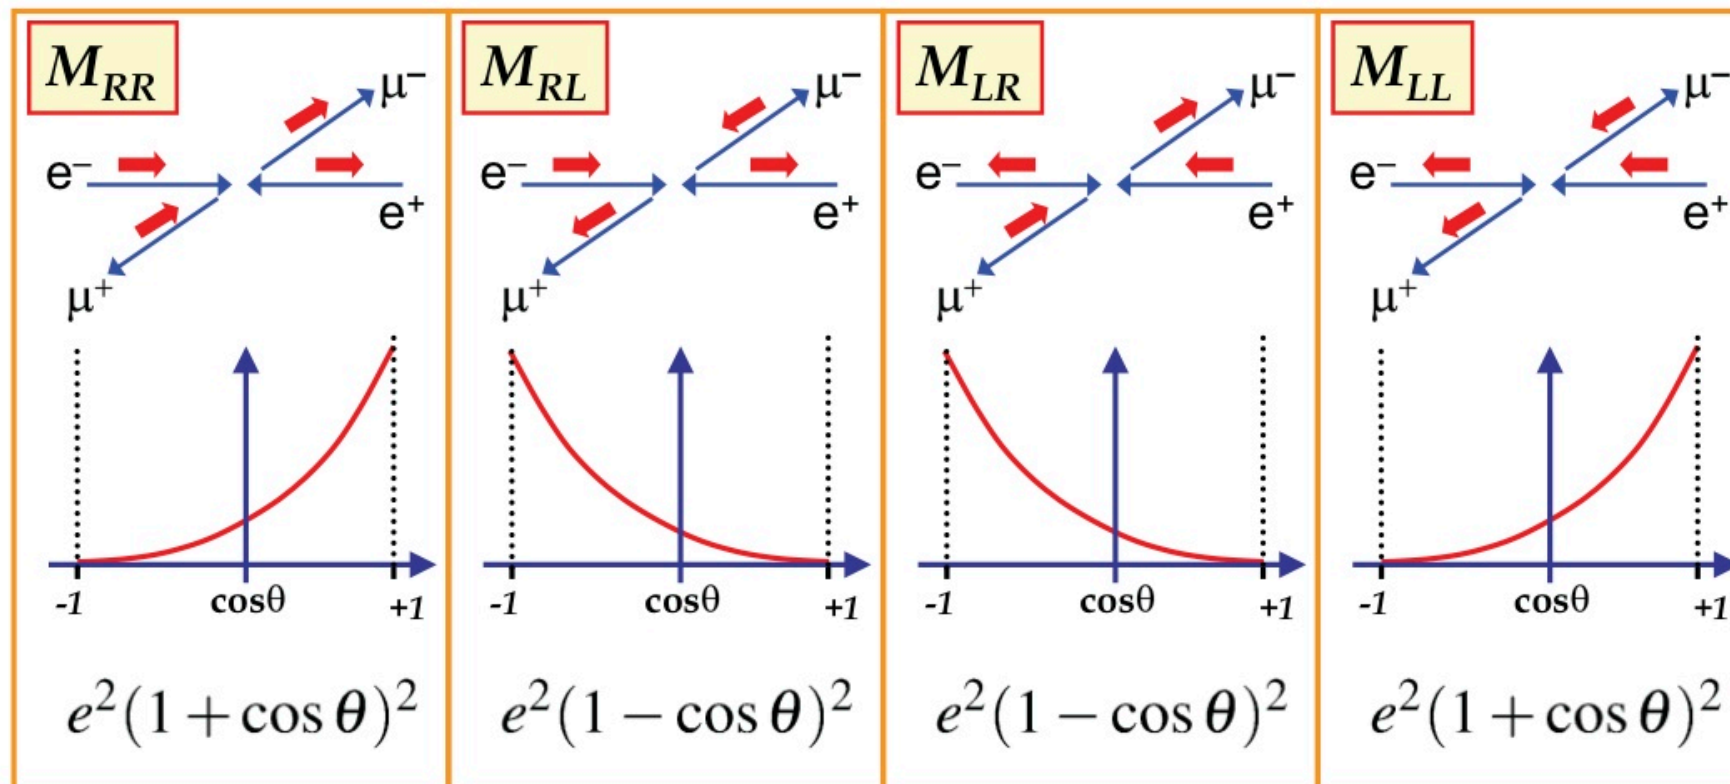 M_RR
μ−
e−
e+
μ+
-1 cosθ +1
e²(1 + cos θ)²
M_RL
μ−
e−
e+
μ+
-1 cosθ +1
e²(1 − cos θ)²
M_LR
μ−
e−
e+
μ+
-1 cosθ +1
e²(1 − cos θ)²
M_LL
μ−
e−
e+
μ+
-1 cosθ +1
e²(1 + cos θ)²